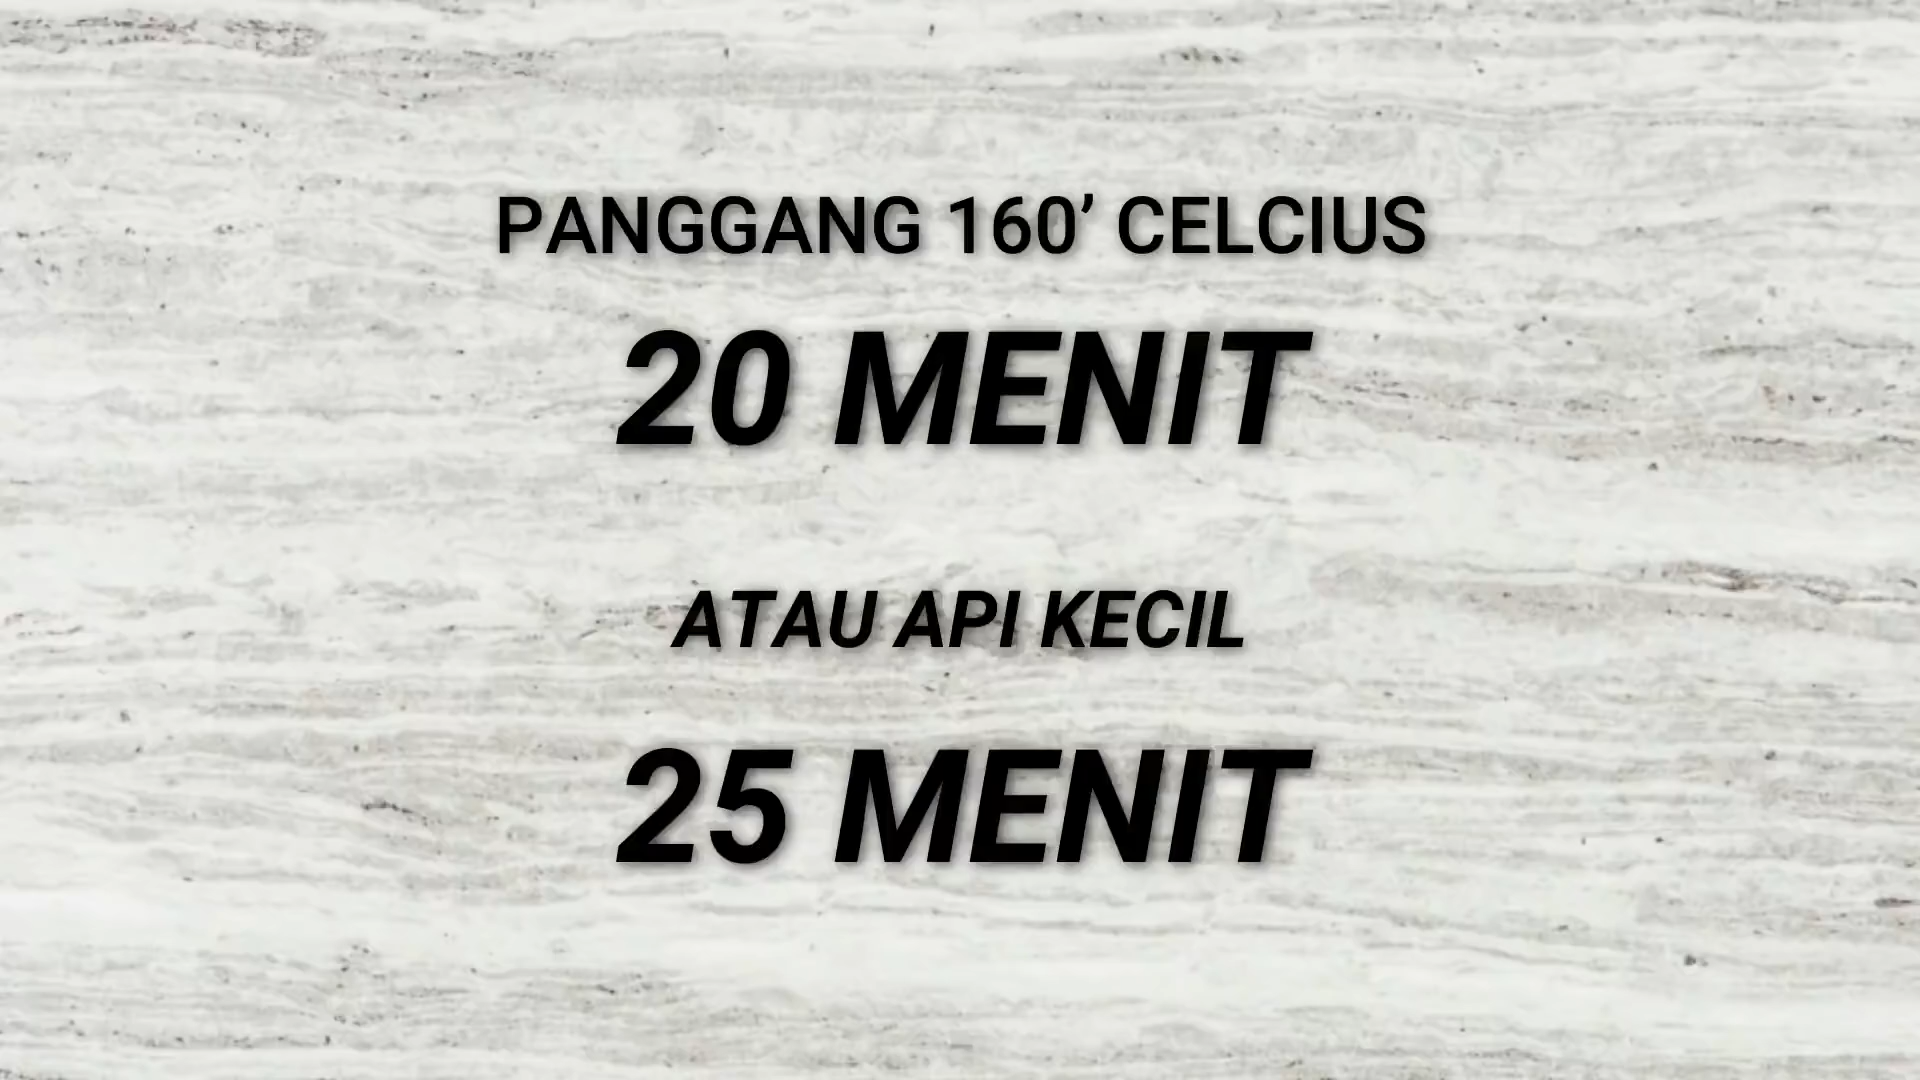 PANGGANG 160’ CELCIUS
20 MENIT
ATAU API KECIL
25 MENIT